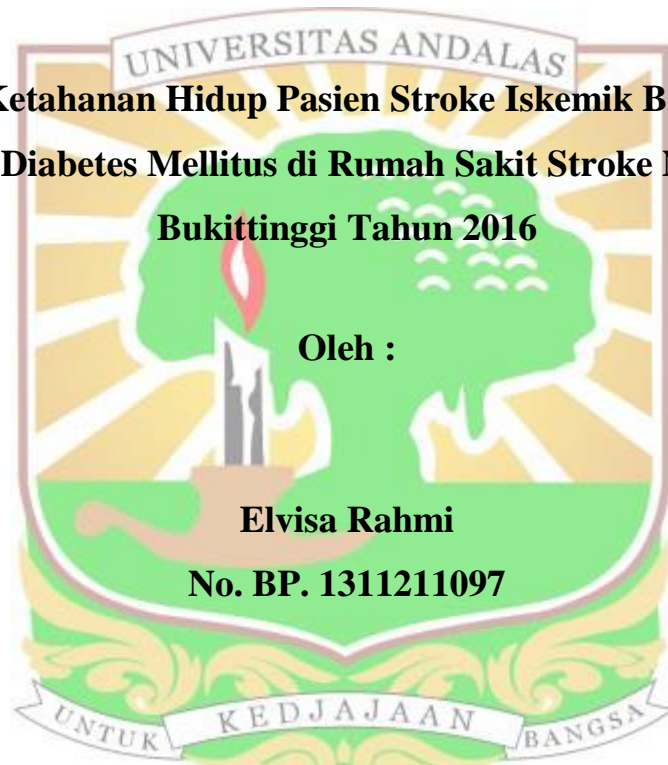 UNIVERSITAS ANDALAS
Ketahanan Hidup Pasien Stroke Iskemik
Diabetes Mellitus di Rumah Sakit Stroke
Bukittinggi Tahun 2016
Oleh :
Elvisa Rahmi
No. BP. 1311211097
UNTUK KEDJAJAAN BANGSA